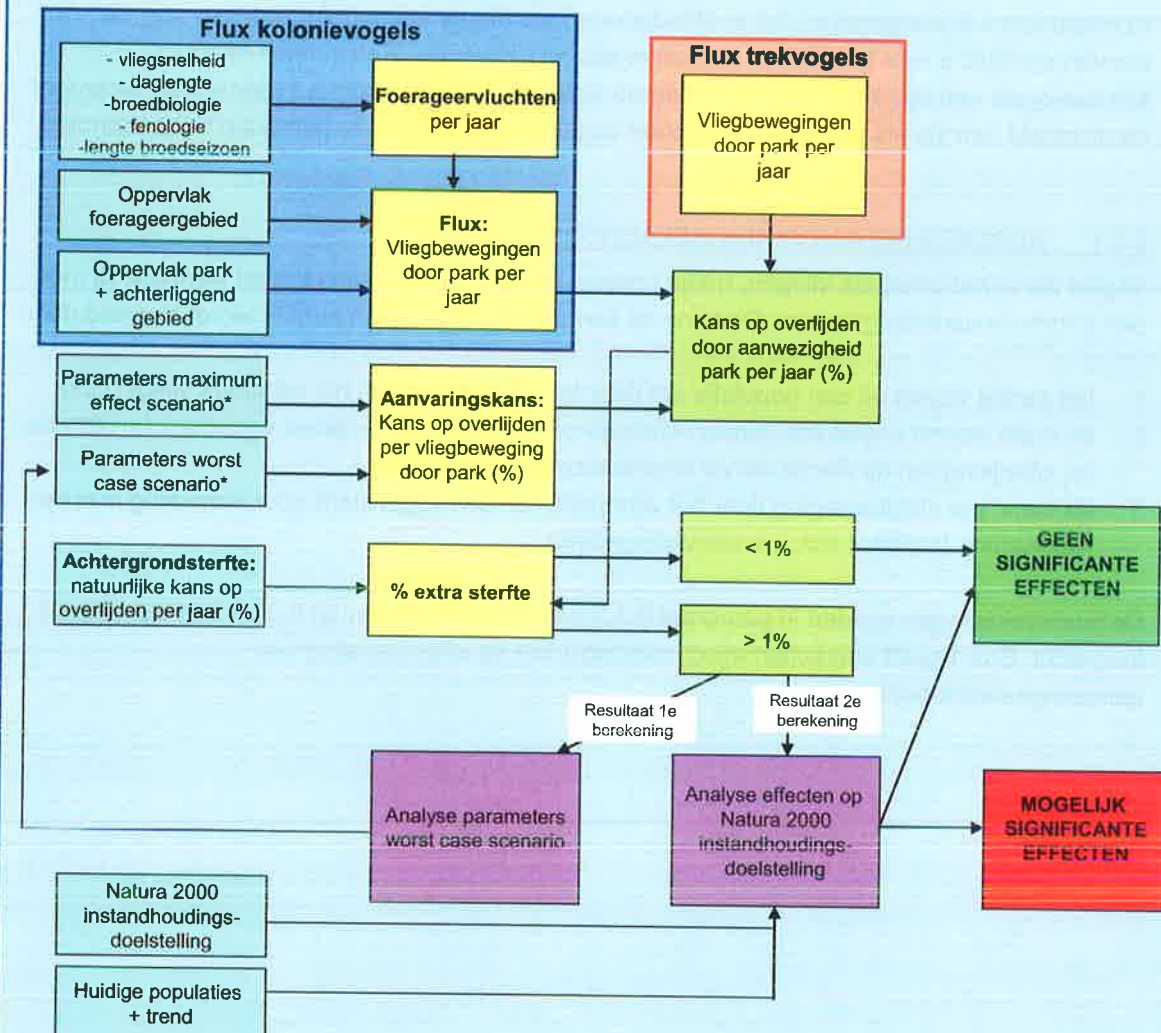 Flux kolonievogels
- vliegsnelheid
- daglengte
-broedbiologie
- fenologie
-lengte broedseizoen
Foerageervluchten
per jaar
Oppervlak
foerageergebied
Flux:
Vliegbewegingen
door park per
jaar
Oppervlak park
+ achterliggend
gebied
Flux trekvogels
Vliegbewegingen
door park per
jaar
Kans op overlijden
door aanwezigheid
park per jaar (%)
Parameters maximum
effect scenario*
Aanvaringskans:
Kans op overlijden
per vliegbeweging
door park (%)
Parameters worst
case scenario*
Achtergrondsterfte:
natuurlijke kans op
overlijden per jaar (%)
% extra sterfte
< 1%
> 1%
GEEN
SIGNIFICANTE
EFFECTEN
Resultaat 1e
berekening
Resultaat 2e
berekening
Analyse parameters
worst case scenario
Analyse effecten op
Natura 2000
instandhoudings-
doelstelling
MOGELIJK
SIGNIFICANTE
EFFECTEN
Natura 2000
instandhoudings-
doelstelling
Huidige populaties
+ trend